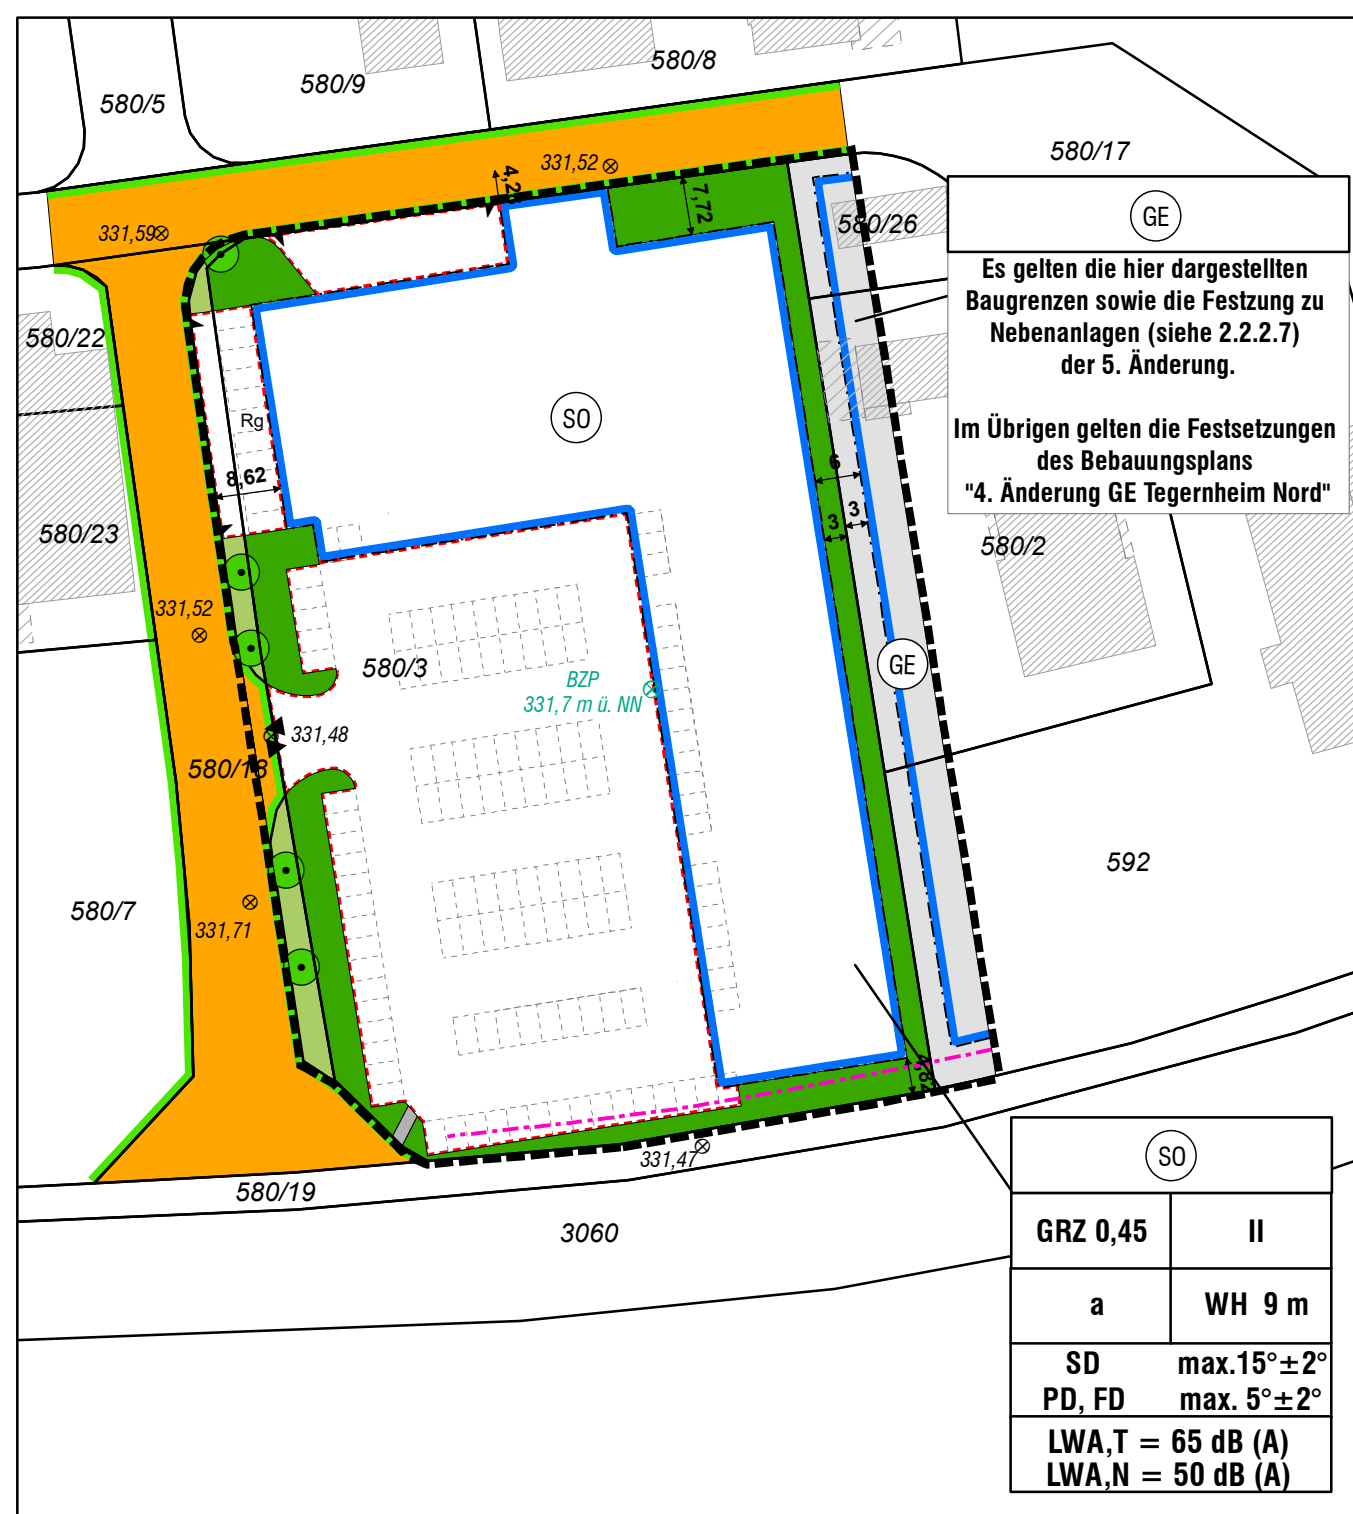 580/8
580/9
580/5
580/17
331,52
4,2
7,72
580/26
331,59
GE
Es gelten die hier dargestellten
Baugrenzen sowie die Festzung zu
Nebenanlagen (siehe 2.2.2.7)
der 5. Änderung.
Im Übrigen gelten die Festsetzungen
des Bebauungsplans
"4. Änderung GE Tegernheim Nord"
580/22
SO
Rg
8,62
6
3
3
580/23
580/2
331,52
580/3
BZP
331,7 m ü. NN
GE
331,48
580/18
592
580/7
331,71
331,47
580/19
3060
SO
GRZ 0,45 II
a WH 9 m
SD max.15°±2°
PD, FD max. 5°±2°
LWA,T = 65 dB (A)
LWA,N = 50 dB (A)